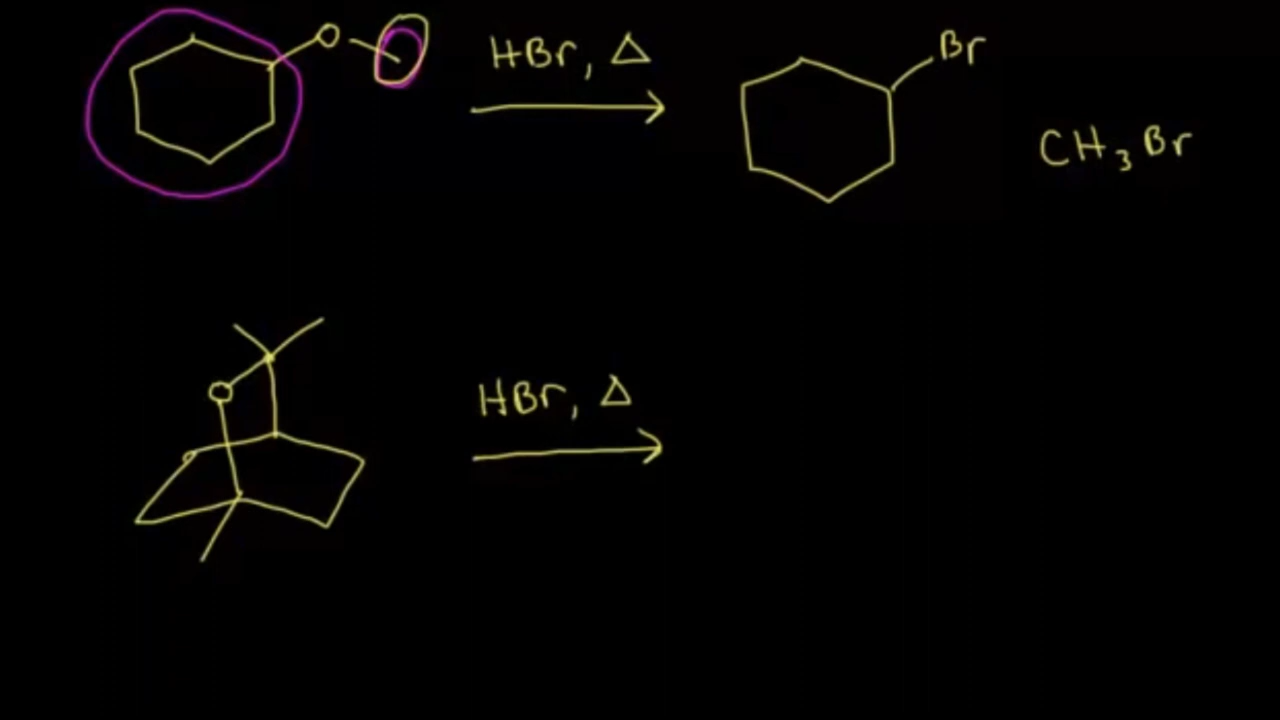 O
HBr, Δ
Br
CH₃Br
O
HBr, Δ